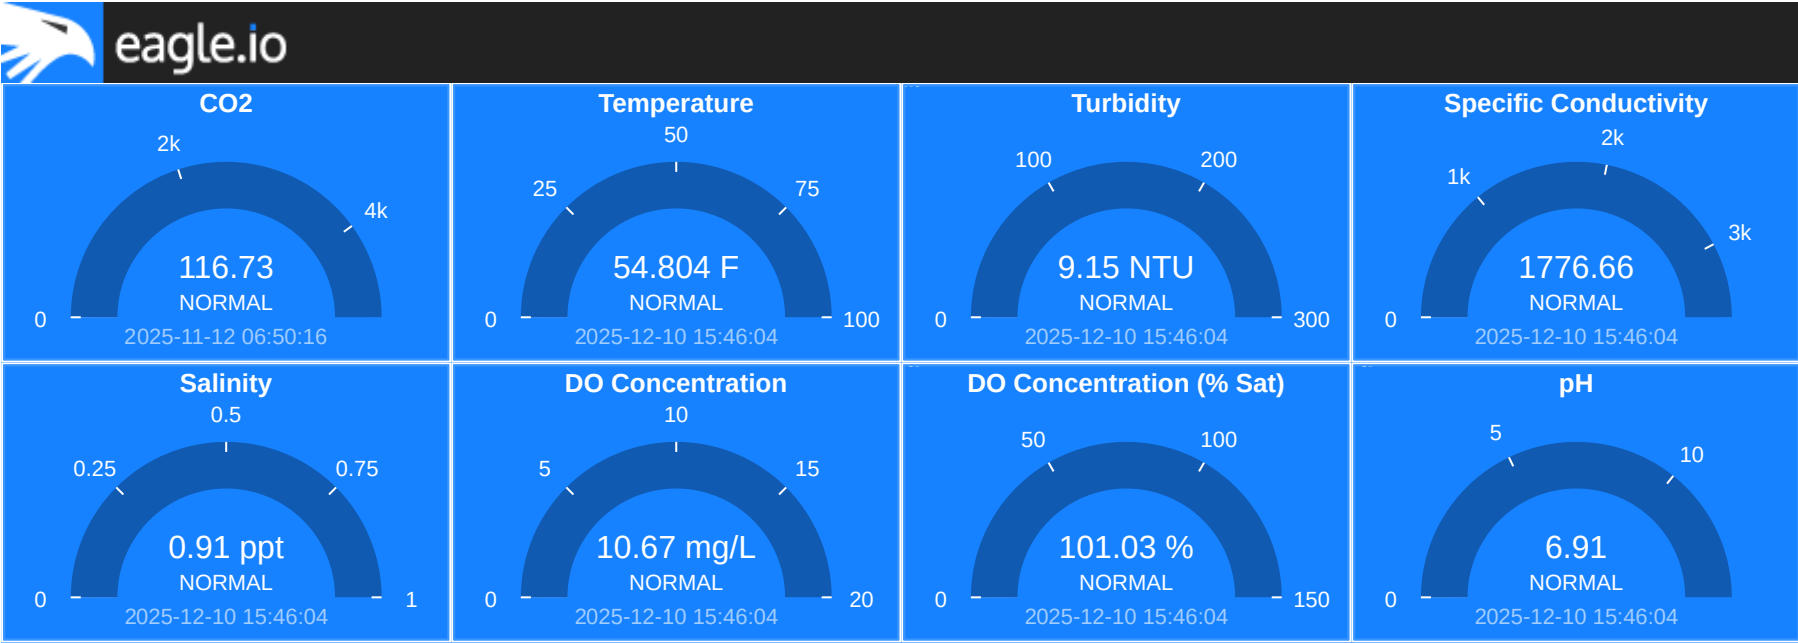 eagle.io
CO2
2k
4k
116.73
NORMAL
0
2025-11-12 06:50:16
Temperature
50
25
75
54.804 F
NORMAL
0
100
2025-12-10 15:46:04
Turbidity
100
200
9.15 NTU
NORMAL
0
300
2025-12-10 15:46:04
Specific Conductivity
2k
1k
3k
1776.66
NORMAL
0
2025-12-10 15:46:04
Salinity
0.5
0.25
0.75
0.91 ppt
NORMAL
0
1
2025-12-10 15:46:04
DO Concentration
10
5
15
10.67 mg/L
NORMAL
0
20
2025-12-10 15:46:04
DO Concentration (% Sat)
50
100
101.03 %
NORMAL
0
150
2025-12-10 15:46:04
pH
5
10
6.91
NORMAL
0
2025-12-10 15:46:04